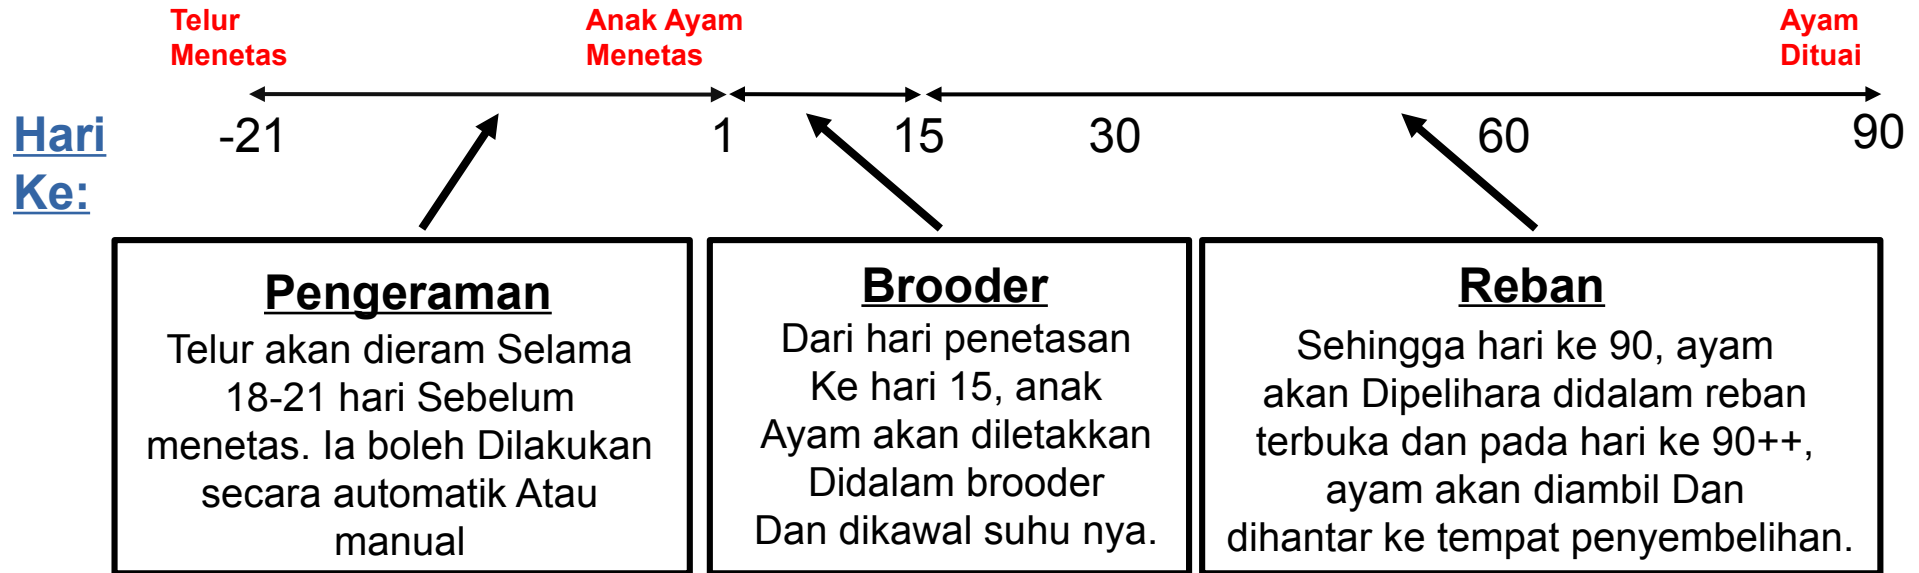 Telur
Menetas
Anak Ayam
Menetas
Ayam
Dituai
Hari
Ke:
-21
1
15
30
60
90
Pengeraman
Telur akan dieram Selama
18-21 hari Sebelum
menetas. Ia boleh Dilakukan
secara automatik Atau
manual
Brooder
Dari hari penetasan
Ke hari 15, anak
Ayam akan diletakkan
Didalam brooder
Dan dikawal suhu nya.
Reban
Sehingga hari ke 90, ayam
akan Dipelihara didalam reban
terbuka dan pada hari ke 90++,
ayam akan diambil Dan
dihantar ke tempat penyembelihan.